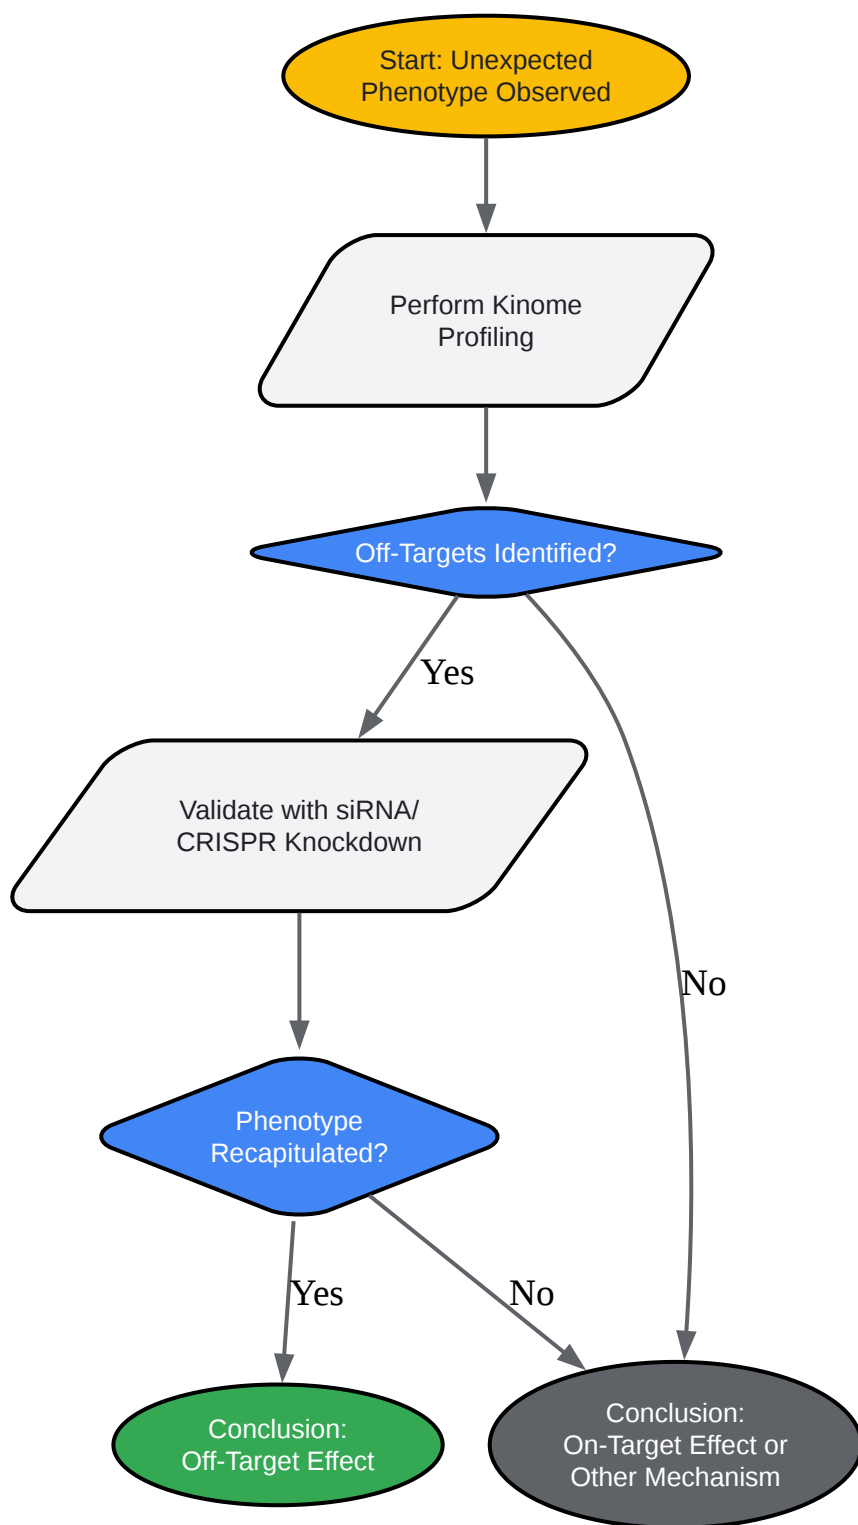 Start: Unexpected
Phenotype Observed
Perform Kinome
Profiling
Off-Targets Identified?
Yes
Validate with siRNA/
CRISPR Knockdown
No
Phenotype
Recapitulated?
Yes
No
Conclusion:
Off-Target Effect
Conclusion:
On-Target Effect or
Other Mechanism